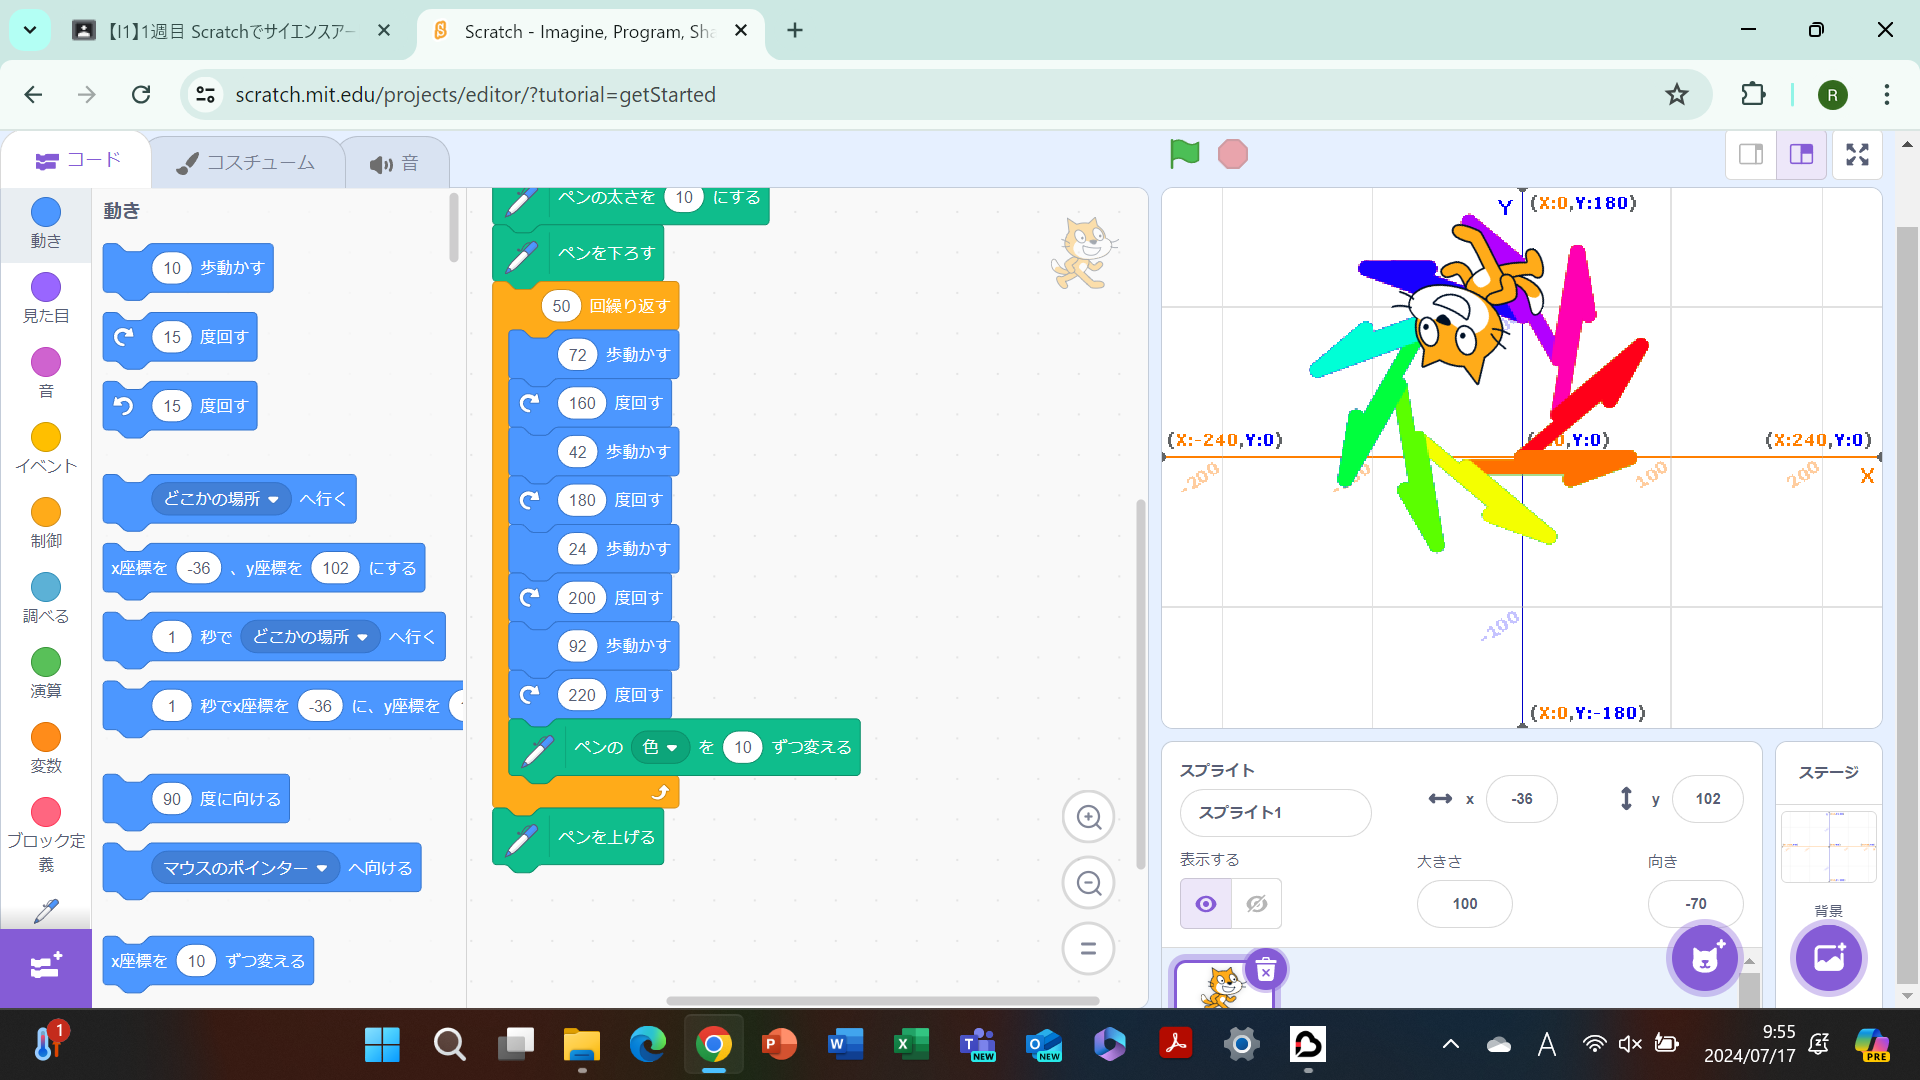 【I1】1週目 Scratchでサイエンスアー
Scratch - Imagine, Program, Sha
scratch.mit.edu/projects/editor/?tutorial=getStarted
R
コード
コスチューム
音
動き
見た目
音
イベント
制御
調べる
演算
変数
ブロック定
義
動き
10 歩動かす
15 度回す
15 度回す
どこかの場所 へ行く
x座標を -36 、y座標を 102 にする
1 秒で どこかの場所 へ行く
1 秒でx座標を -36 に、y座標を
90 度に向ける
マウスのポインター へ向ける
x座標を 10 ずつ変える
ペンの太さを 10 にする
ペンを下ろす
50 回繰り返す
72 歩動かす
160 度回す
42 歩動かす
180 度回す
24 歩動かす
200 度回す
92 歩動かす
220 度回す
ペンの 色 を 10 ずつ変える
ペンを上げる
Y (X:0,Y:180)
(X:-240,Y:0)
,Y:0)
(X:240,Y:0)
-200
100
200
X
-100
(X:0,Y:-180)
スプライト
スプライト1
x -36
y 102
表示する
大きさ
100
向き
-70
ステージ
背景
1
NEW
NEW
A
9:55
2024/07/17
PRE